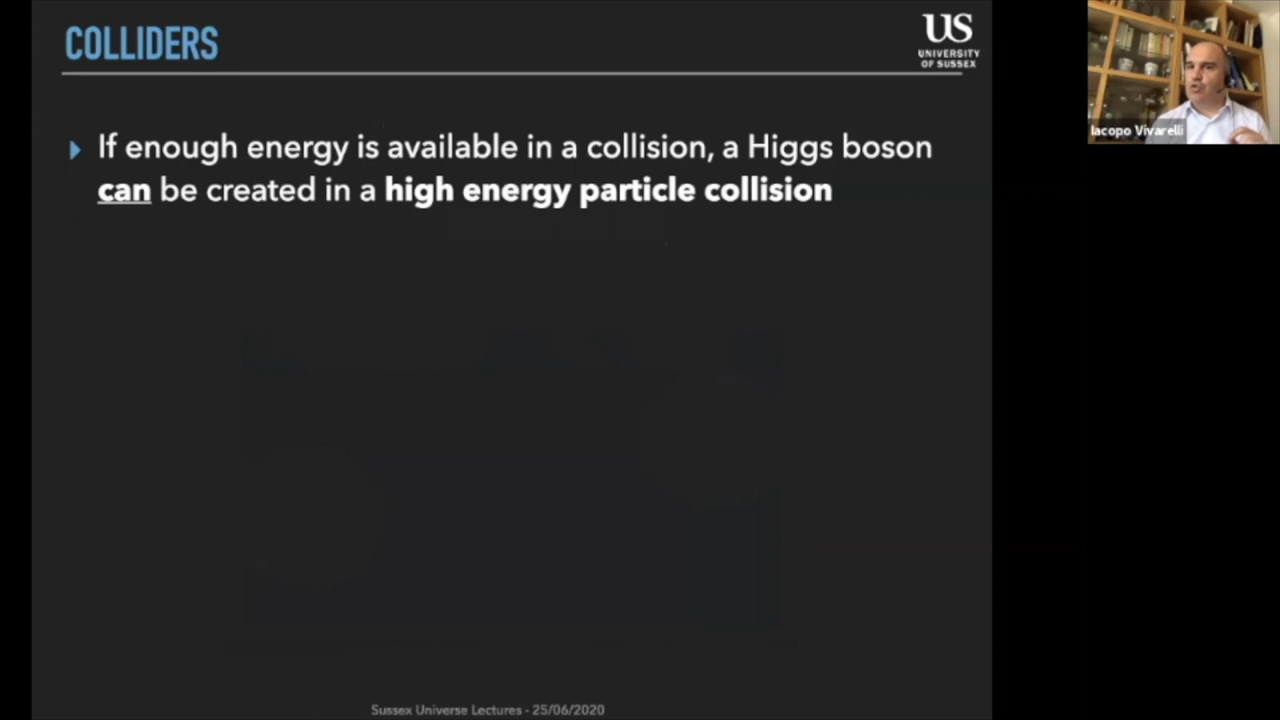 COLLIDERS
US
UNIVERSITY
OF SUSSEX
Iacopo Vivarelli
If enough energy is available in a collision, a Higgs boson
can be created in a high energy particle collision
Sussex Universe Lectures - 25/06/2020